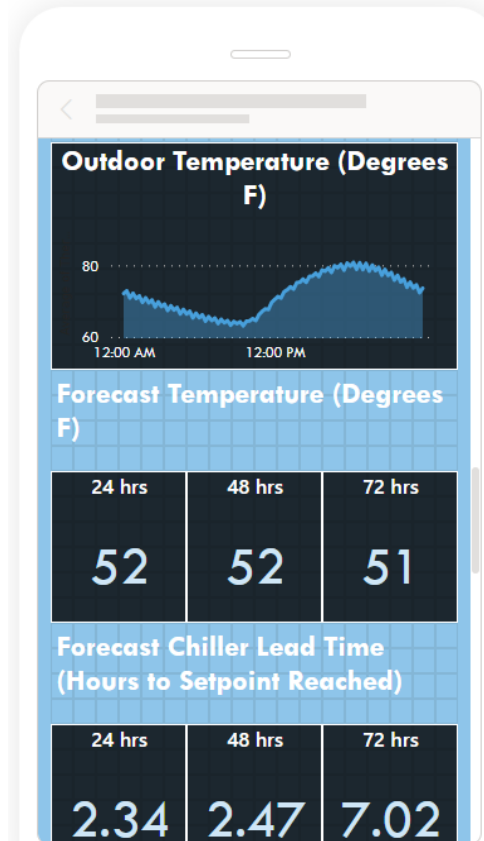 Outdoor Temperature (Degrees
F)
80
60
12:00 AM 12:00 PM
Forecast Temperature (Degrees
F)
24 hrs 48 hrs 72 hrs
52 52 51
Forecast Chiller Lead Time
(Hours to Setpoint Reached)
24 hrs 48 hrs 72 hrs
2.34 2.47 7.02